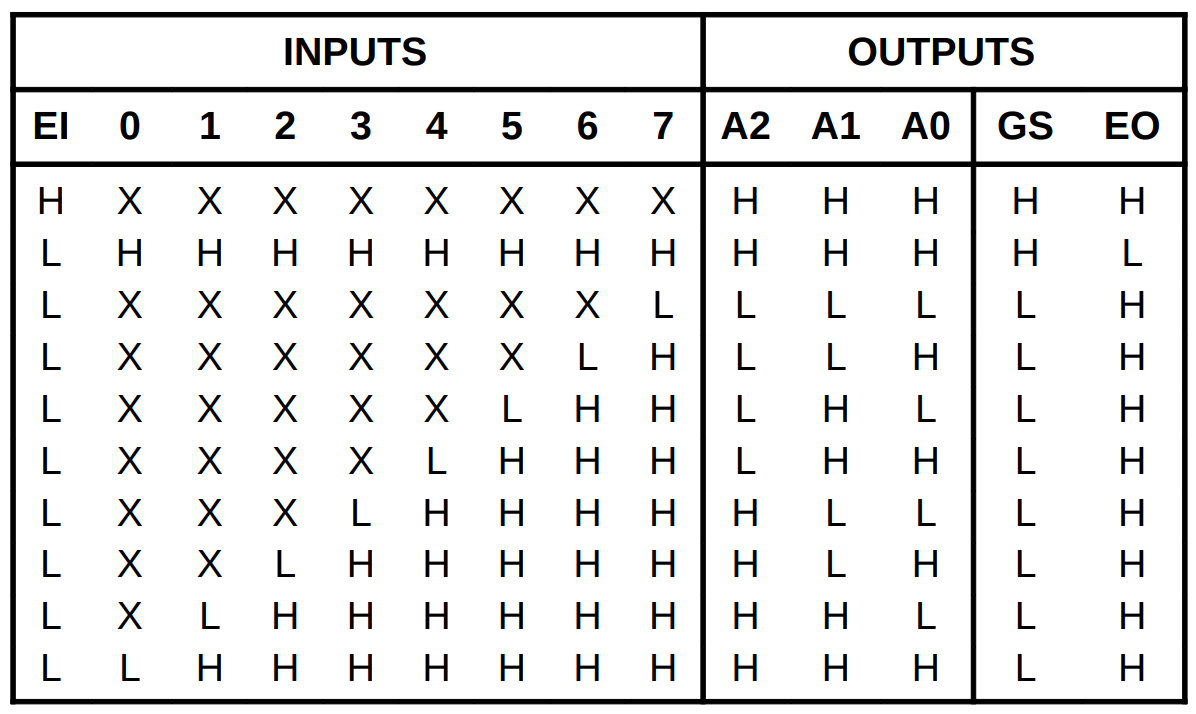 INPUTS OUTPUTS
EI 0 1 2 3 4 5 6 7 A2 A1 A0 GS EO
H X X X X X X X X H H H H H
L H H H H H H H H H H H H L
L X X X X X X X L L L L L H
L X X X X X X L H L L H L H
L X X X X X L H H L H L L H
L X X X X L H H H L H H L H
L X X X L H H H H H L L L H
L X X L H H H H H H L H L H
L X L H H H H H H H H L L H
L L H H H H H H H H H H L H